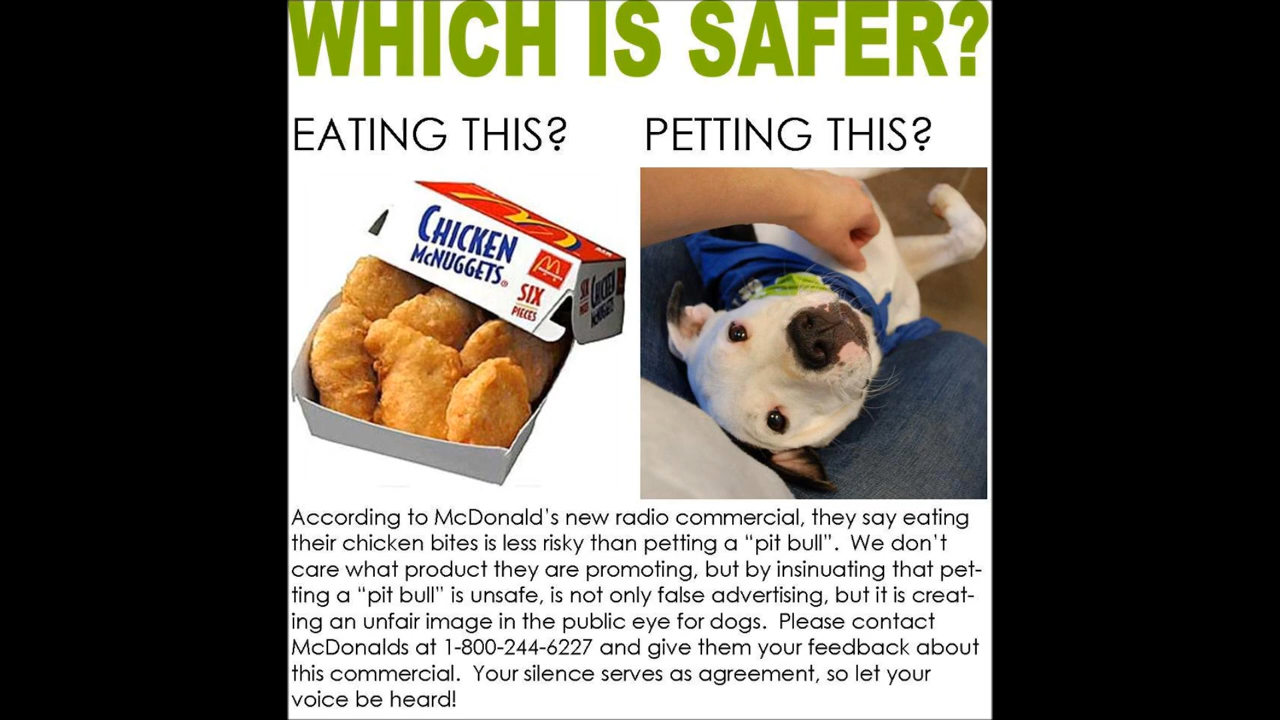 WHICH IS SAFER?
EATING THIS?
PETTING THIS?
CHICKEN
McNUGGETS®
SIX
PIECES
CHICKEN
McNUGGETS
According to McDonald's new radio commercial, they say eating
their chicken bites is less risky than petting a “pit bull”. We don't
care what product they are promoting, but by insinuating that pet-
ting a “pit bull” is unsafe, is not only false advertising, but it is creat-
ing an unfair image in the public eye for dogs. Please contact
McDonalds at 1-800-244-6227 and give them your feedback about
this commercial. Your silence serves as agreement, so let your
voice be heard!